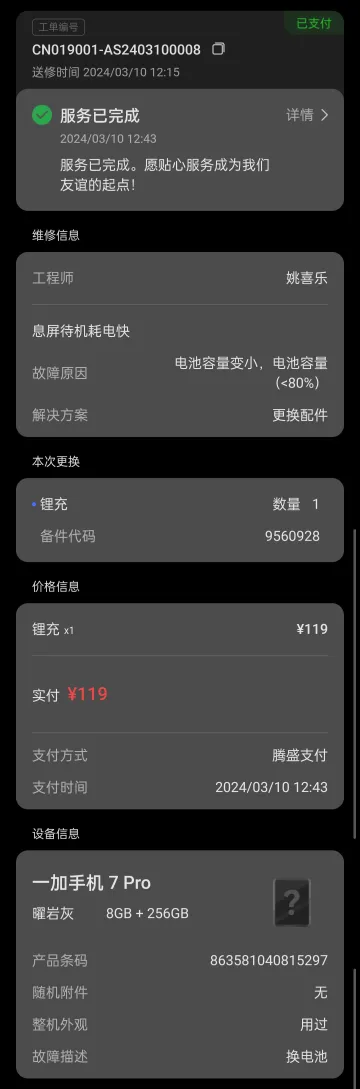 工单编号
已支付
CN019001-AS2403100008
送修时间 2024/03/10 12:15
服务已完成
详情
2024/03/10 12:43
服务已完成。愿贴心服务成为我们
友谊的起点!
维修信息
工程师 姚喜乐
息屏待机耗电快
故障原因 电池容量变小，电池容量
（<80%）
解决方案 更换配件
本次更换
锂充 数量 1
备件代码 9560928
价格信息
锂充 x1 ¥119
实付 ¥119
支付方式 腾盛支付
支付时间 2024/03/10 12:43
设备信息
一加手机 7 Pro
曜岩灰 8GB + 256GB
?
产品条码 863581040815297
随机附件 无
整机外观 用过
故障描述 换电池